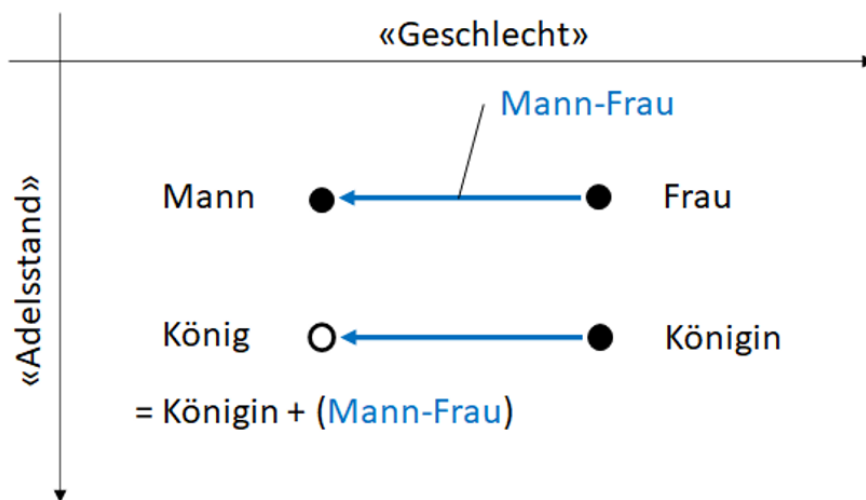 «Geschlecht»
Mann-Frau
«Adelsstand»
Mann
Frau
König
Königin
= Königin + (Mann-Frau)